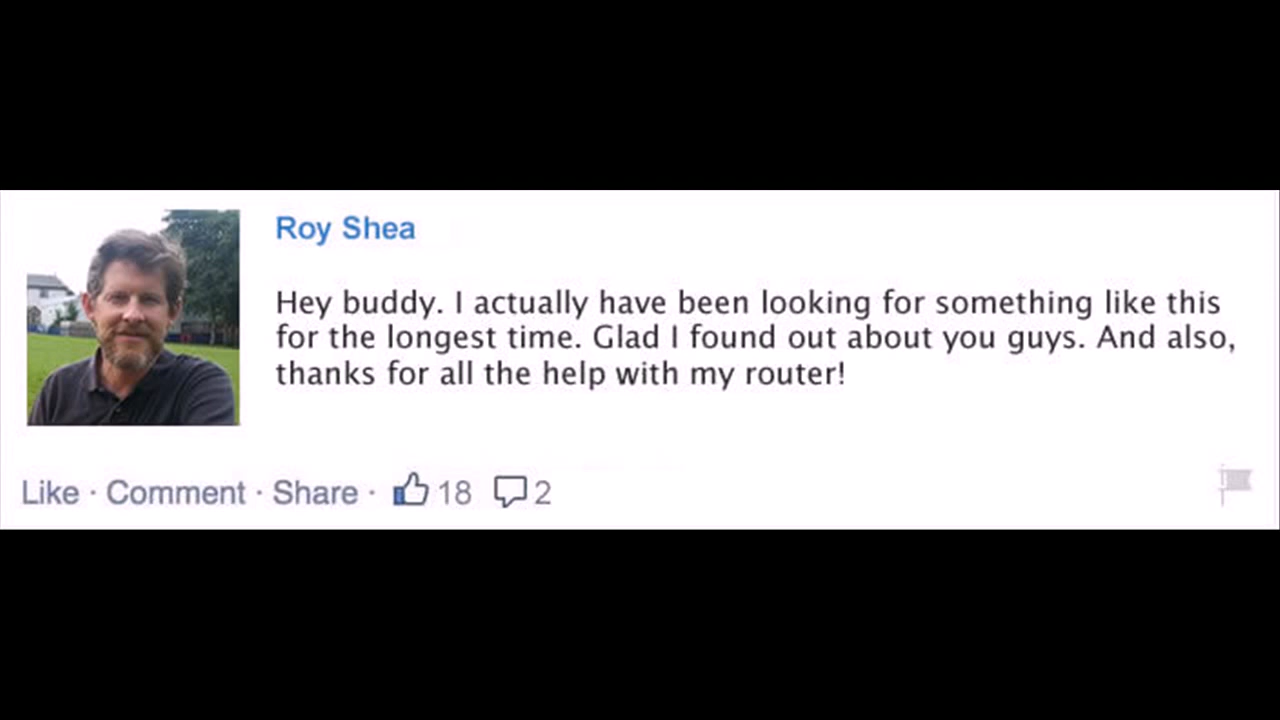 Roy Shea
Hey buddy. I actually have been looking for something like this
for the longest time. Glad I found out about you guys. And also,
thanks for all the help with my router!
Like · Comment · Share · 18 2